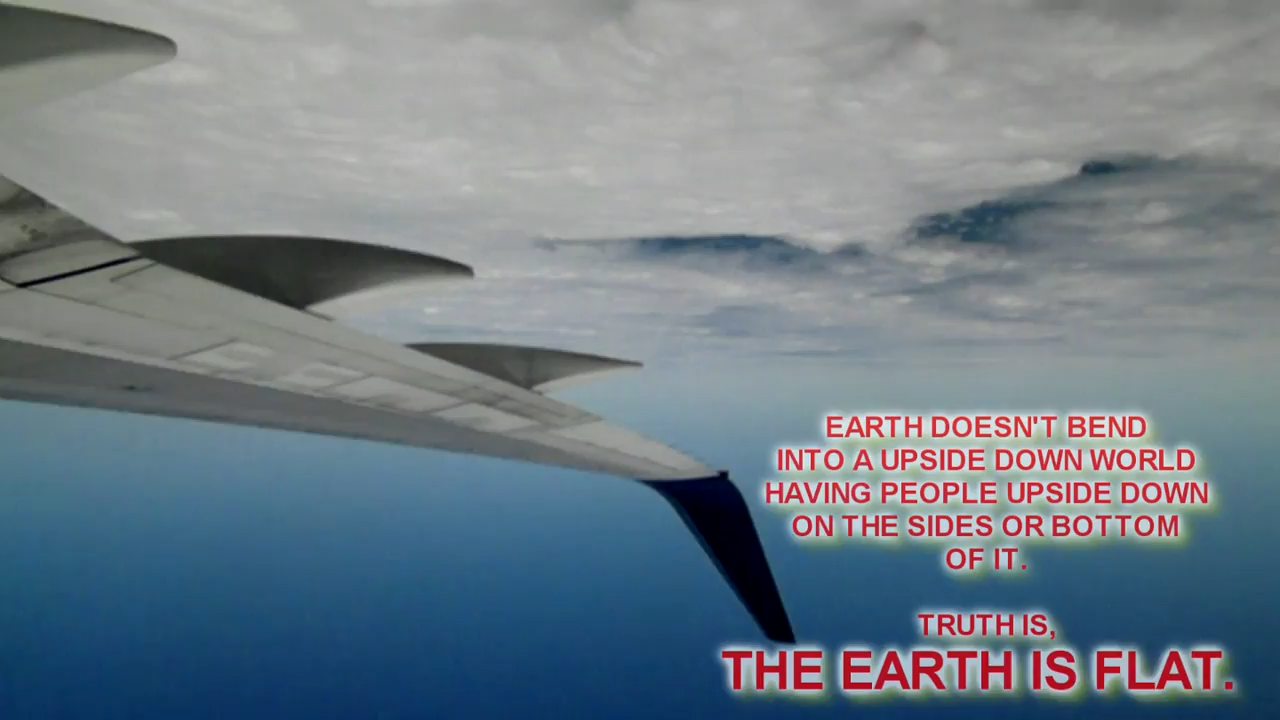 EARTH DOESN'T BEND
INTO A UPSIDE DOWN WORLD
HAVING PEOPLE UPSIDE DOWN
ON THE SIDES OR BOTTOM
OF IT.
TRUTH IS,
THE EARTH IS FLAT.